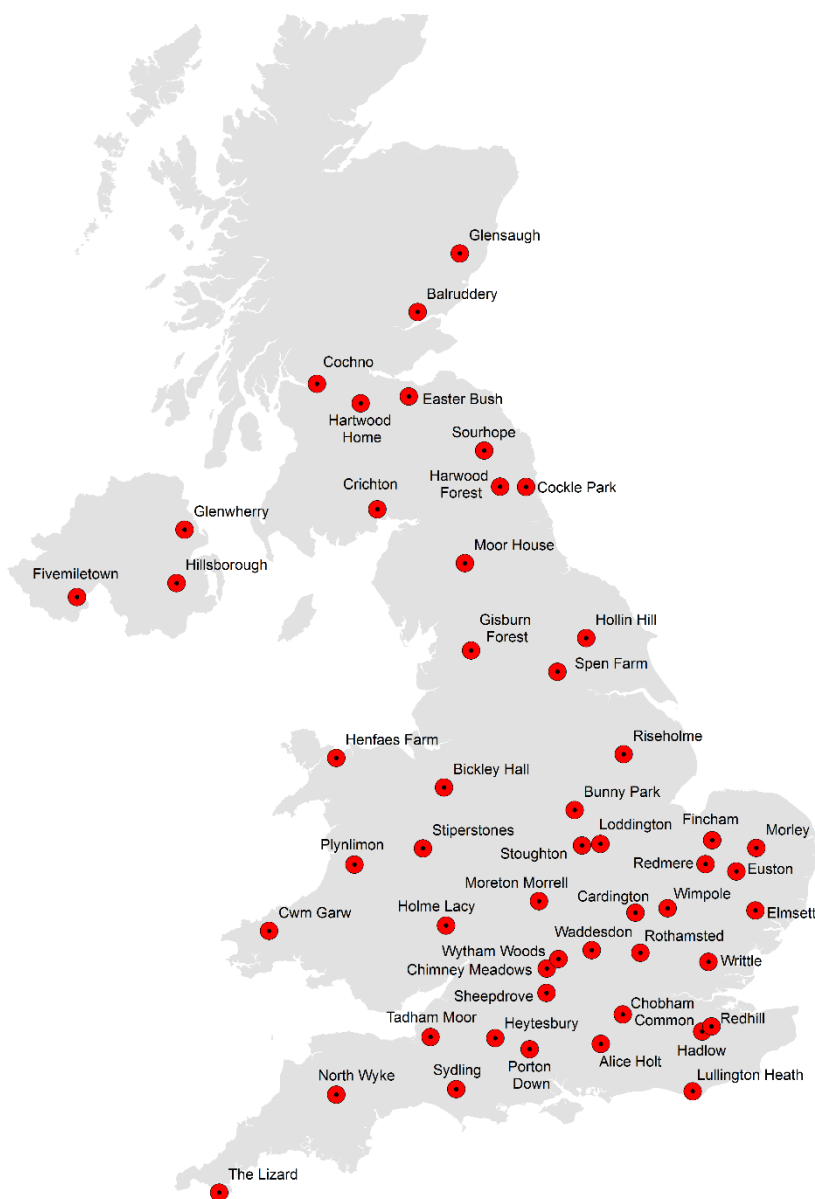 Glensaugh
Balruddery
Cochno
Easter Bush
Hartwood
Home
Sourhope
Harwood
Forest
Crichton
Cockle Park
Glenwherry
Moor House
Hillsborough
Fivemiletown
Gisburn
Forest
Hollin Hill
Spen Farm
Henfaes Farm
Riseholme
Bickley Hall
Bunny Park
Fincham
Stiperstones
Loddington
Morley
Plynlimon
Stoughton
Redmere
Euston
Moreton Morrell
Cardington
Wimpole
Cwm Garw
Holme Lacy
Elmsett
Waddesdon
Rothamsted
Wytham Woods
Writtle
Chimney Meadows
Sheepdrove
Chobham
Common
Tadham Moor
Heytesbury
Redhill
Hadlow
Alice Holt
Porton
Down
North Wyke
Sydling
Lullington Heath
The Lizard